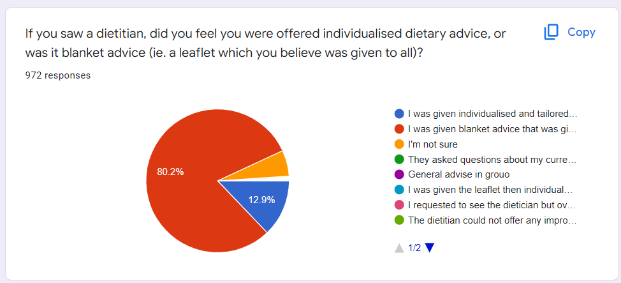 If you saw a dietitian, did you feel you were offered individualised dietary advice, or
was it blanket advice (ie. a leaflet which you believe was given to all)?
Copy
972 responses
80.2%
12.9%
I was given individualised and tailored...
I was given blanket advice that was gi...
I'm not sure
They asked questions about my curre...
General advise in grouo
I was given the leaflet then individual...
I requested to see the dietician but ov...
The dietitian could not offer any impro...
1/2